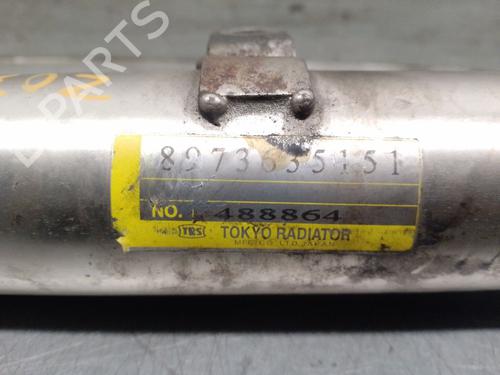 8973635151
NO. 488864
TRS TOKYO RADIATOR
MFG. CO. LTD. JAPAN